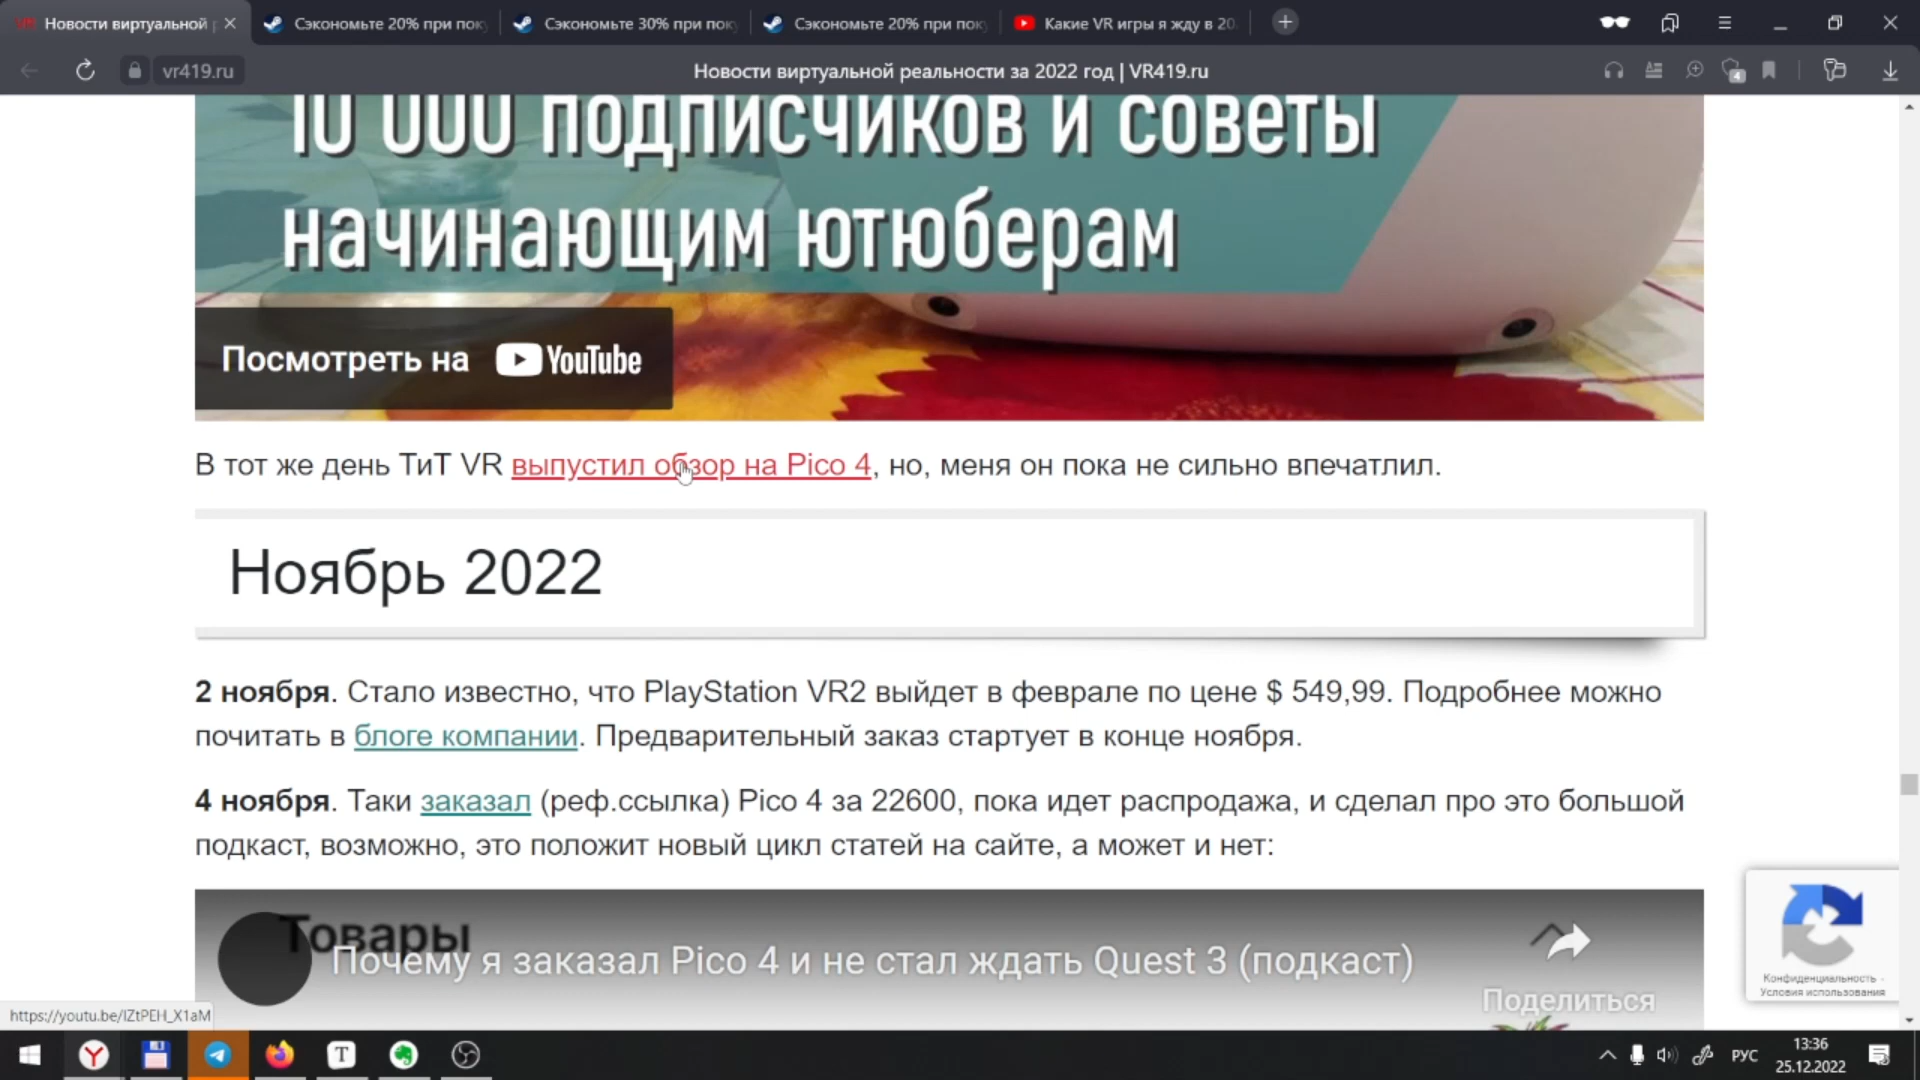 Новости виртуальной р
Сэкономьте 20% при пок
Сэкономьте 30% при пок
Сэкономьте 20% при пок
Какие VR игры я жду в 20
vr419.ru
Новости виртуальной реальности за 2022 год | VR419.ru
4
10 000 подписчиков и советы
начинающим ютюберам
Посмотреть на YouTube
В тот же день ТиТ VR выпустил обзор на Pico 4, но, меня он пока не сильно впечатлил.
Ноябрь 2022
2 ноября. Стало известно, что PlayStation VR2 выйдет в феврале по цене $ 549,99. Подробнее можно
почитать в блоге компании. Предварительный заказ стартует в конце ноября.
4 ноября. Таки заказал (реф.ссылка) Pico 4 за 22600, пока идет распродажа, и сделал про это большой
подкаст, возможно, это положит новый цикл статей на сайте, а может и нет:
Товары
Почему я заказал Pico 4 и не стал ждать Quest 3 (подкаст)
Поделиться
Конфиденциальность -
Условия использования
https://youtu.be/IZtPEH_X1aM
РУС
13:36
25.12.2022